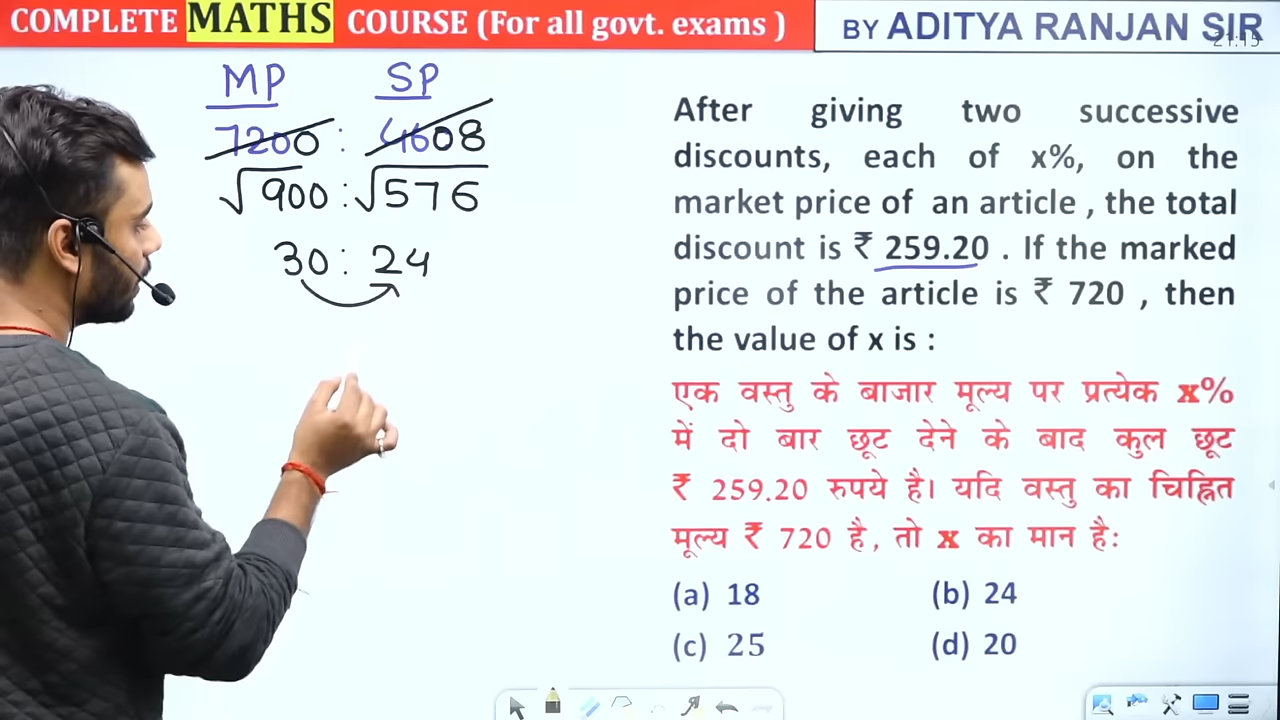 COMPLETE MATHS COURSE (For all govt. exams )
BY ADITYA RANJAN SIR
21:15
MP SP
7200 : 4608
√900 : √576
30 : 24
After giving two successive
discounts, each of x%, on the
market price of an article , the total
discount is ₹ 259.20 . If the marked
price of the article is ₹ 720 , then
the value of x is :
एक वस्तु के बाजार मूल्य पर प्रत्येक x%
में दो बार छूट देने के बाद कुल छूट
₹ 259.20 रुपये है। यदि वस्तु का चिह्नित
मूल्य ₹ 720 है, तो x का मान है:
(a) 18 (b) 24
(c) 25 (d) 20